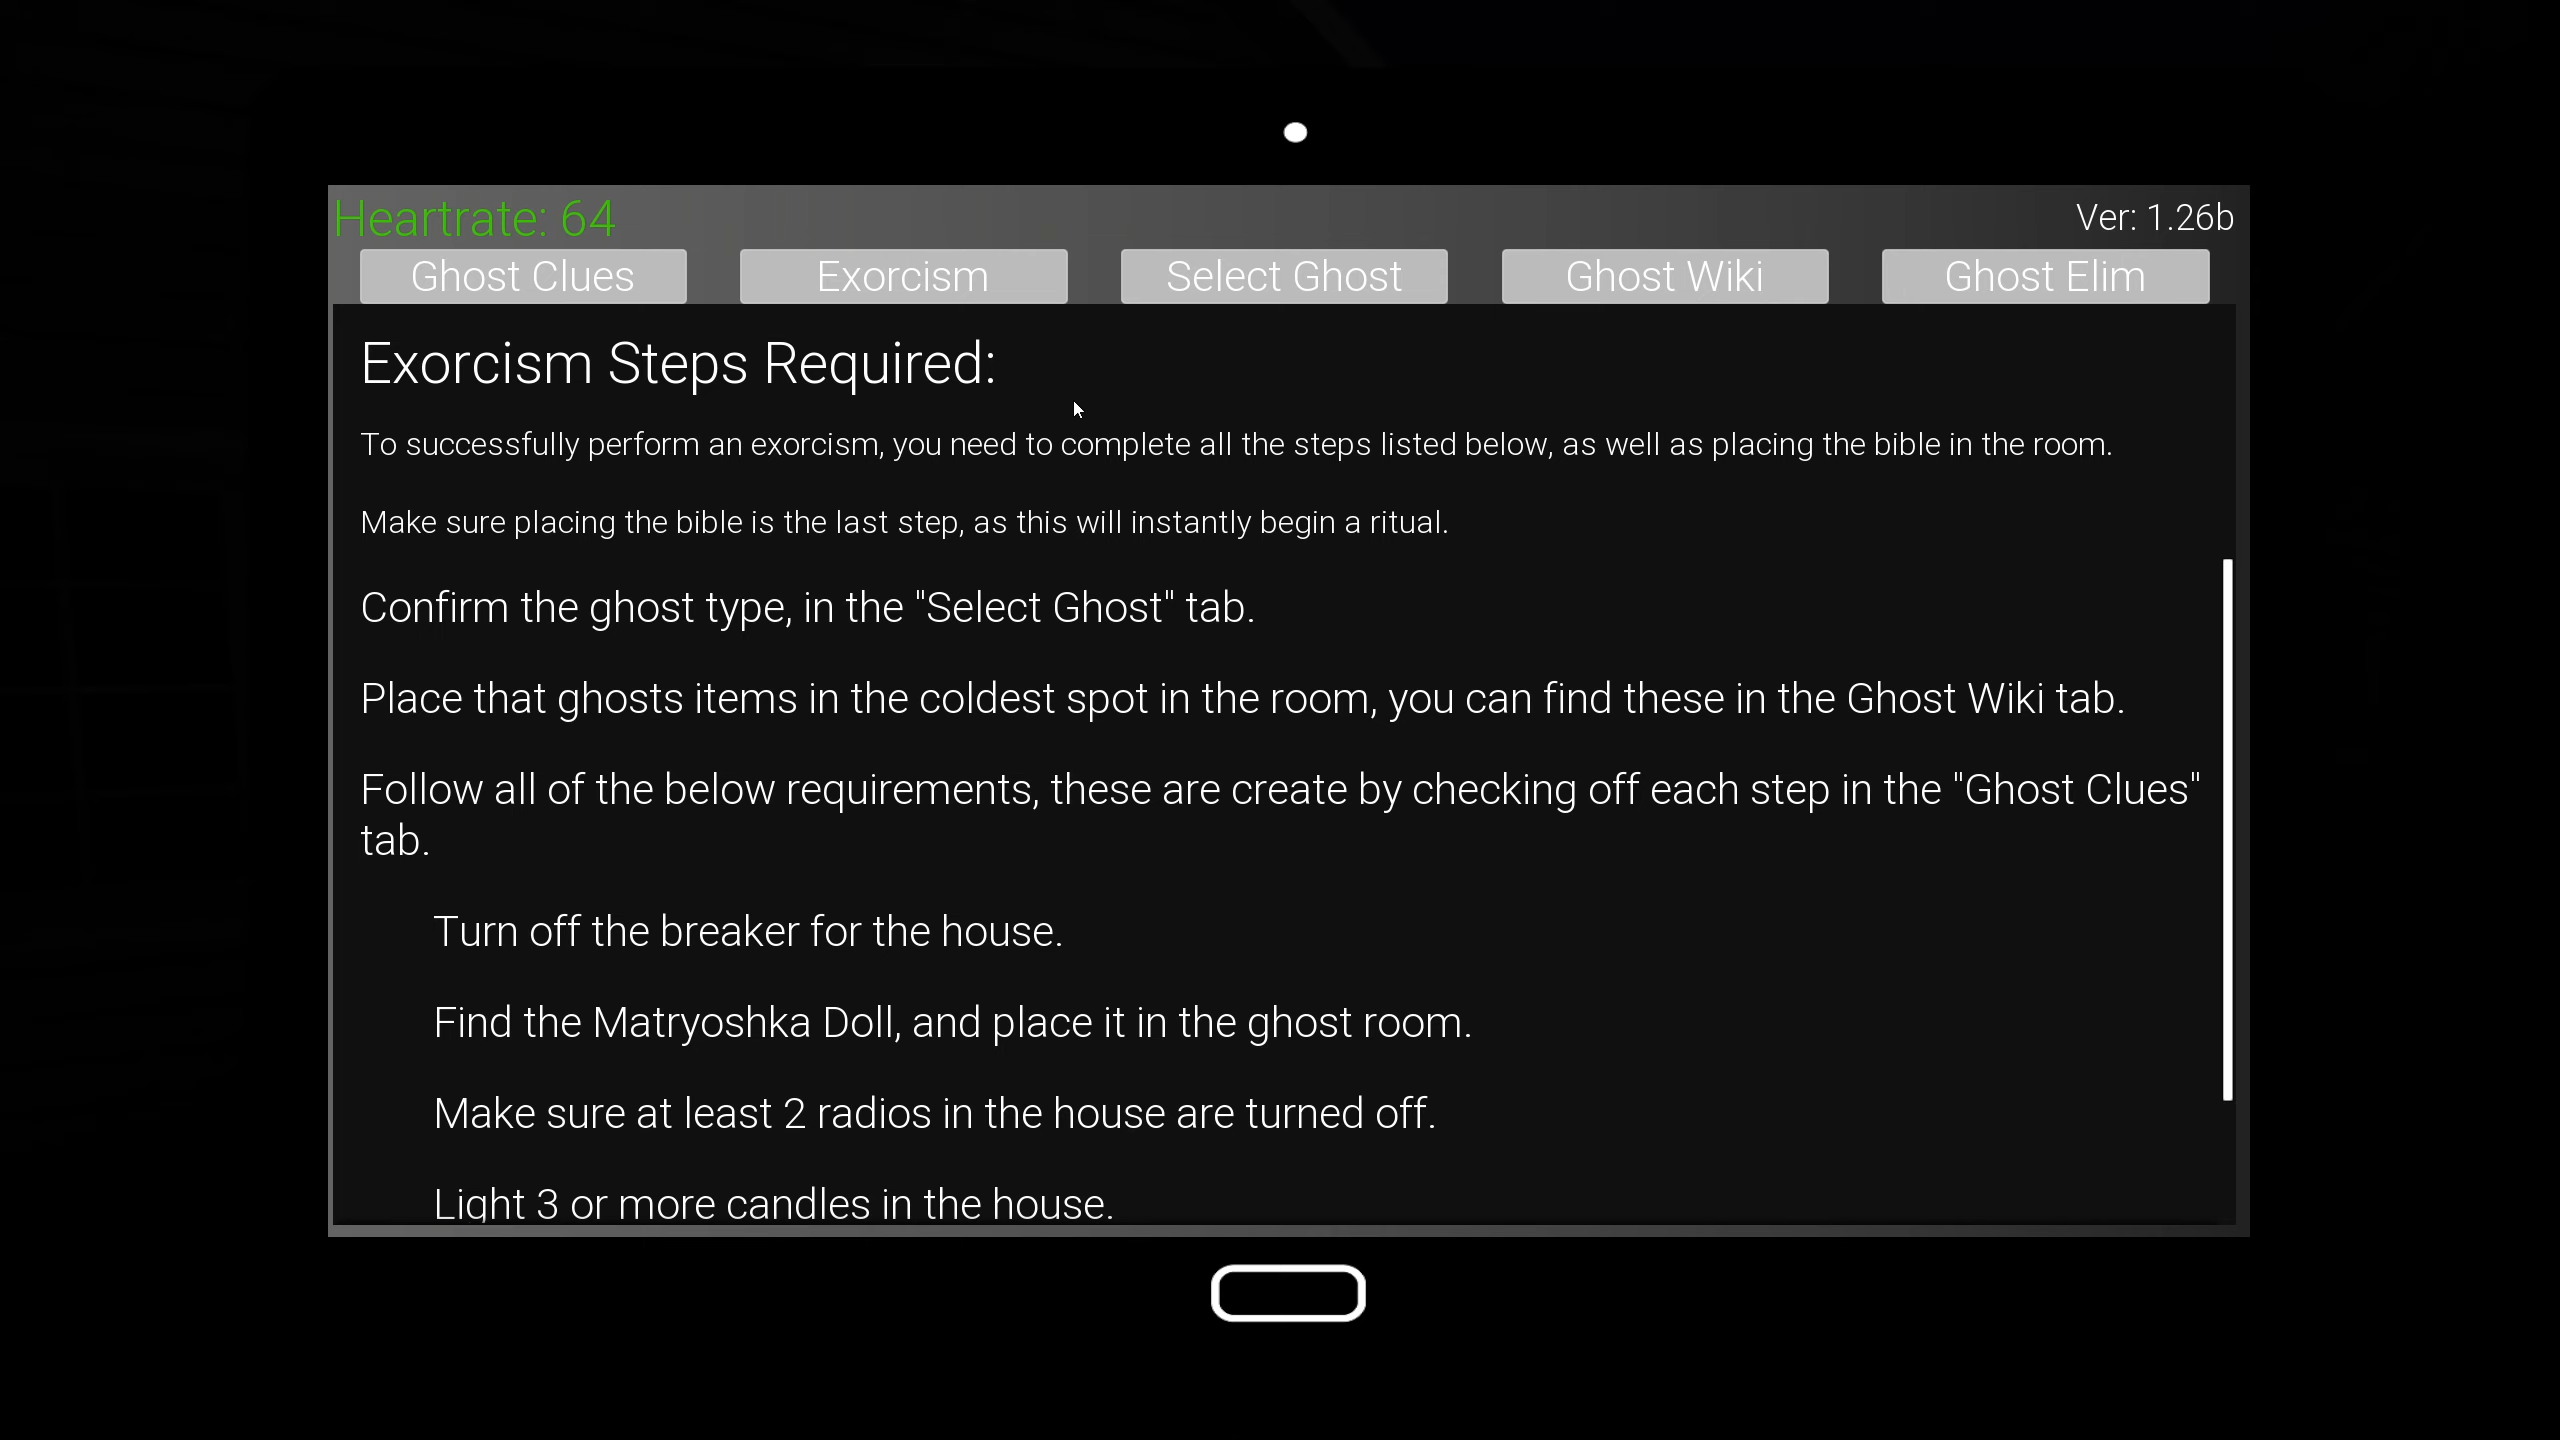 Heartrate: 64
Ver: 1.26b
Ghost Clues
Exorcism
Select Ghost
Ghost Wiki
Ghost Elim
Exorcism Steps Required:
To successfully perform an exorcism, you need to complete all the steps listed below, as well as placing the bible in the room.
Make sure placing the bible is the last step, as this will instantly begin a ritual.
Confirm the ghost type, in the "Select Ghost" tab.
Place that ghosts items in the coldest spot in the room, you can find these in the Ghost Wiki tab.
Follow all of the below requirements, these are create by checking off each step in the "Ghost Clues"
tab.
Turn off the breaker for the house.
Find the Matryoshka Doll, and place it in the ghost room.
Make sure at least 2 radios in the house are turned off.
Light 3 or more candles in the house.